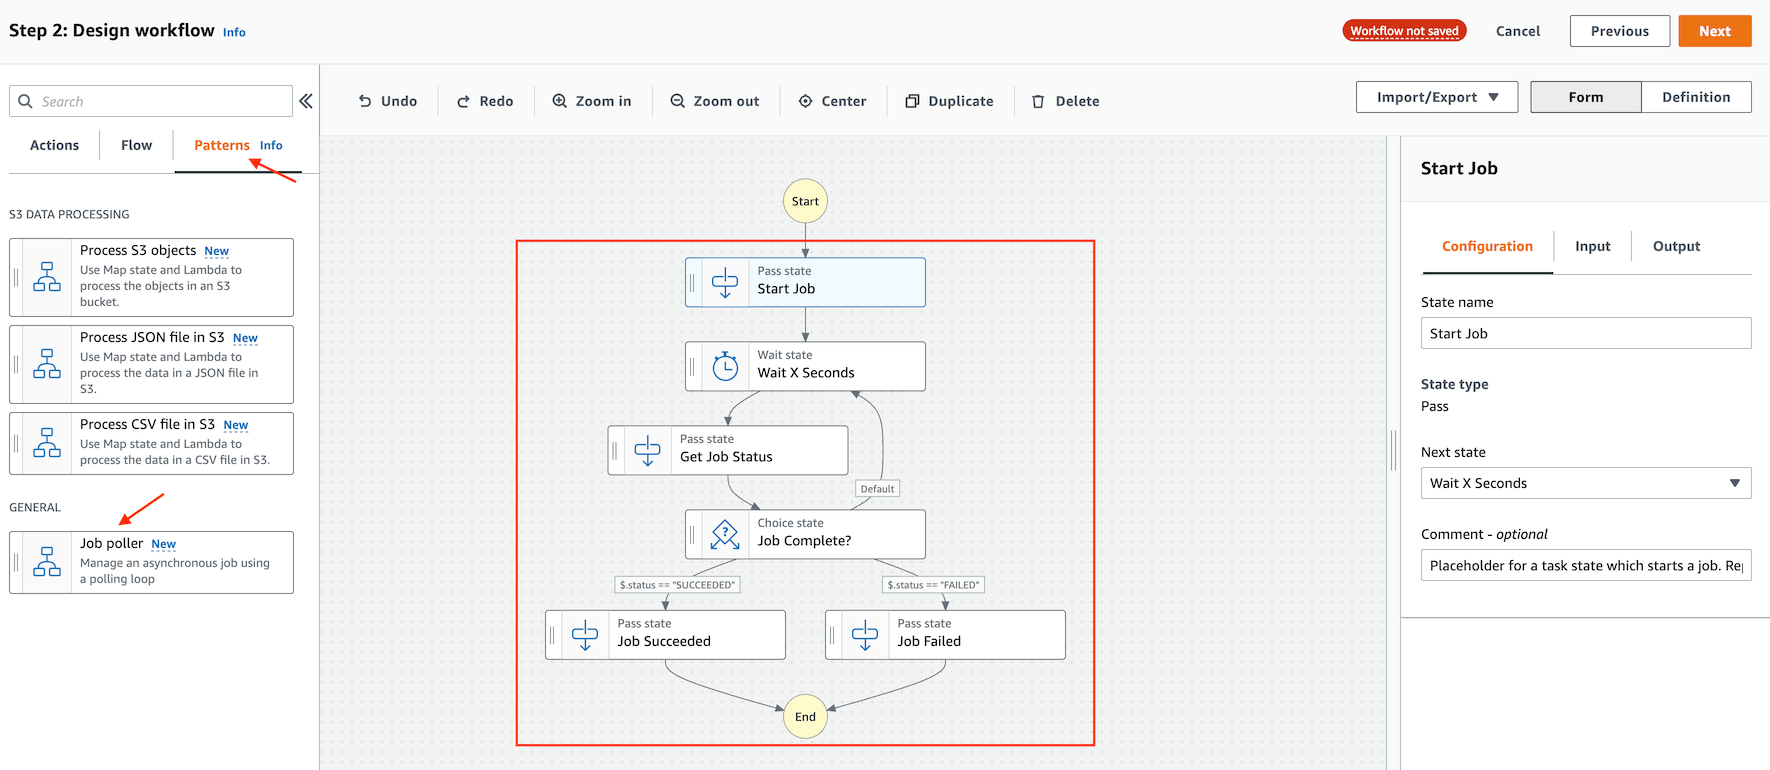 Step 2: Design workflow Info
Workflow not saved
Cancel
Previous
Next
Search
Actions
Flow
Patterns Info
S3 DATA PROCESSING
Process S3 objects New
Use Map state and Lambda to
process the objects in an S3
bucket.
Process JSON file in S3 New
Use Map state and Lambda to
process the data in a JSON file in
S3.
Process CSV file in S3 New
Use Map state and Lambda to
process the data in a CSV file in S3.
GENERAL
Job poller New
Manage an asynchronous job using
a polling loop
Undo
Redo
Zoom in
Zoom out
Center
Duplicate
Delete
Import/Export
Form
Definition
Start
Pass state
Start Job
Wait state
Wait X Seconds
Pass state
Get Job Status
Default
?
Choice state
Job Complete?
$.status == "SUCCEEDED"
$.status == "FAILED"
Pass state
Job Succeeded
Pass state
Job Failed
End
Start Job
Configuration
Input
Output
State name
Start Job
State type
Pass
Next state
Wait X Seconds
Comment - optional
Placeholder for a task state which starts a job. Re